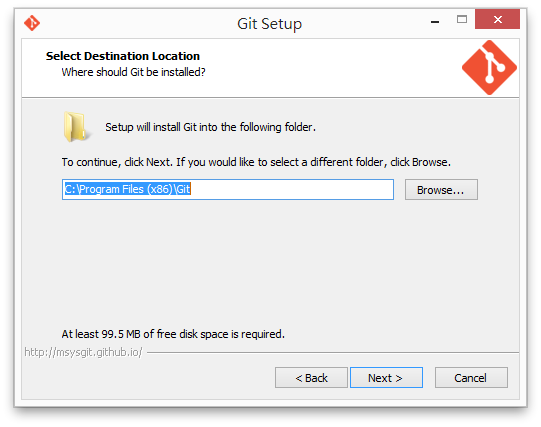 Git Setup
Select Destination Location
Where should Git be installed?
Setup will install Git into the following folder.
To continue, click Next. If you would like to select a different folder, click Browse.
C:\Program Files (x86)\Git
Browse...
At least 99.5 MB of free disk space is required.
http://msysgit.github.io/
< Back
Next >
Cancel